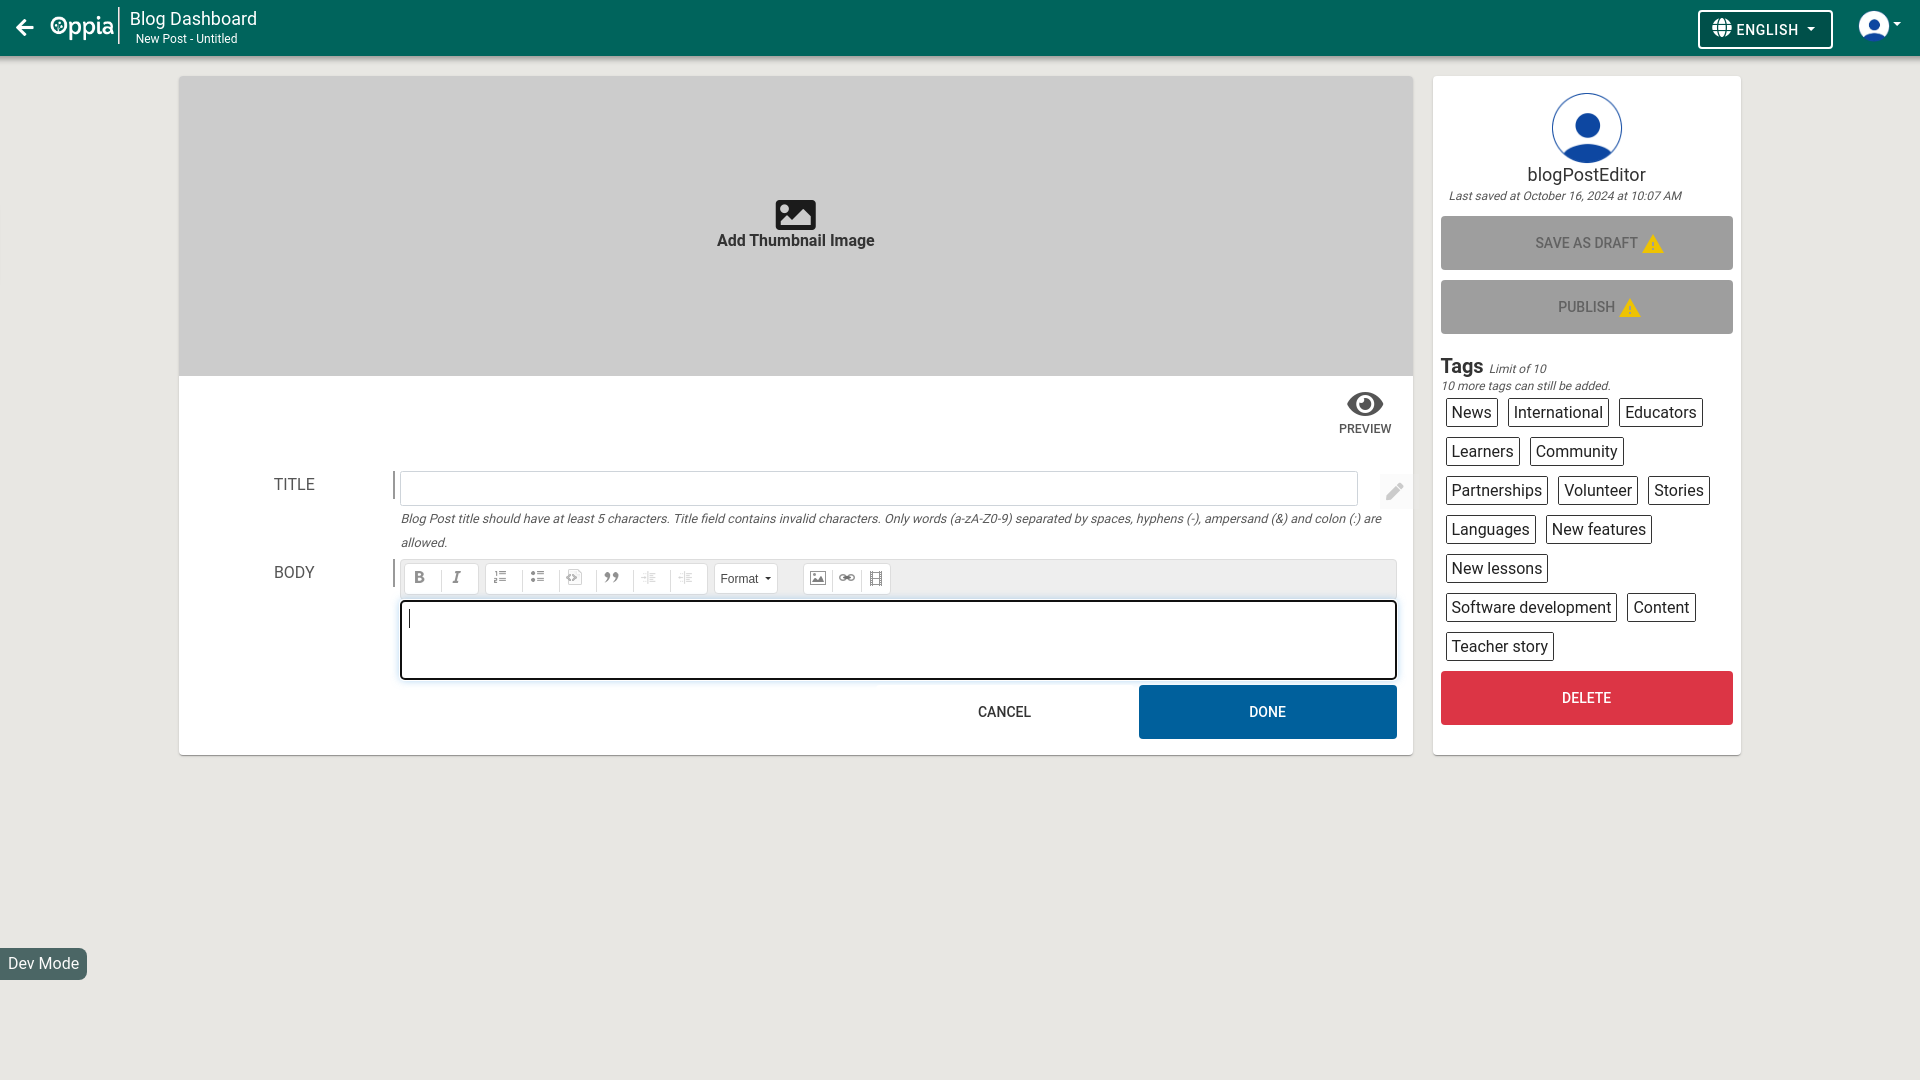 Oppia
Blog Dashboard
New Post - Untitled
ENGLISH
Add Thumbnail Image
PREVIEW
TITLE
Blog Post title should have at least 5 characters. Title field contains invalid characters. Only words (a-zA-Z0-9) separated by spaces, hyphens (-), ampersand (&) and colon (:) are
allowed.
BODY
B I Format
CANCEL DONE
blogPostEditor
Last saved at October 16, 2024 at 10:07 AM
SAVE AS DRAFT
PUBLISH
Tags Limit of 10
10 more tags can still be added.
News International Educators
Learners Community
Partnerships Volunteer Stories
Languages New features
New lessons
Software development Content
Teacher story
DELETE
Dev Mode